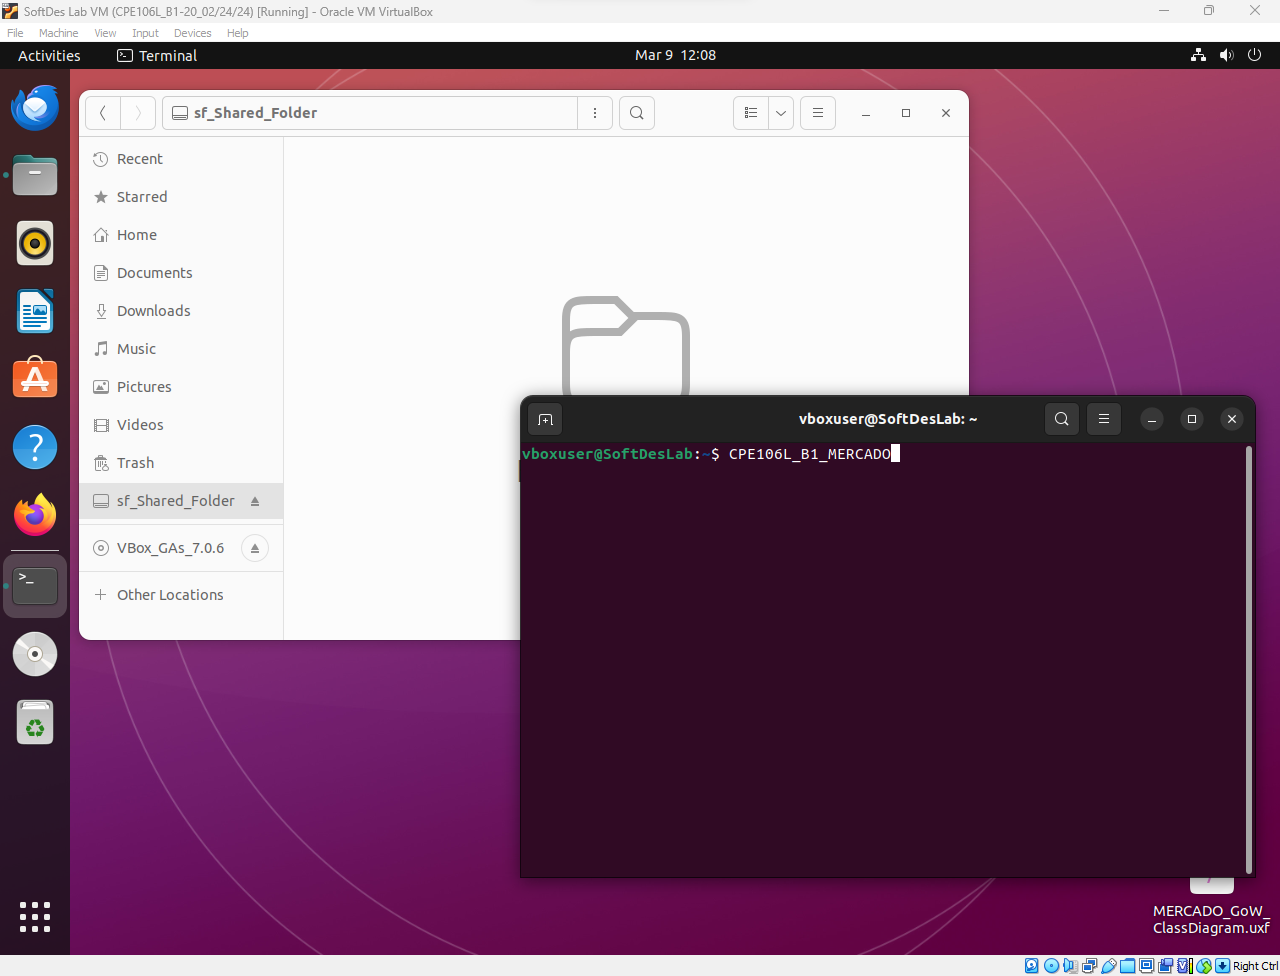 SoftDes Lab VM (CPE106L_B1-20_02/24/24) [Running] - Oracle VM VirtualBox
File Machine View Input Devices Help
Activities Terminal Mar 9 12:08
sf_Shared_Folder
Recent
Starred
Home
Documents
Downloads
Music
Pictures
Videos
Trash
sf_Shared_Folder
VBox_GAs_7.0.6
Other Locations
vboxuser@SoftDesLab: ~
vboxuser@SoftDesLab:~$ CPE106L_B1_MERCADO
MERCADO_GoW_
ClassDiagram.uxf
Right Ctrl